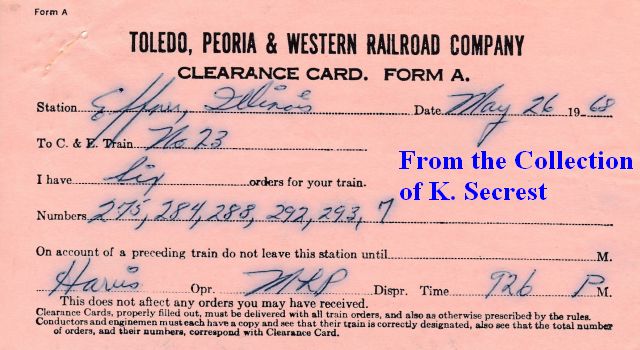 Form A
TOLEDO, PEORIA & WESTERN RAILROAD COMPANY
CLEARANCE CARD. FORM A.
Station Effner, Illinois Date May 26 1968
To C. & E. Train No 23
I have Six orders for your train.
Numbers 275, 284, 288, 292, 293, 7
On account of a preceding train do not leave this station until M.
Harris Opr. MLP Dispr. Time 926 P M.
This does not affect any orders you may have received.
Clearance Cards, properly filled out, must be delivered with all train orders, and also as otherwise prescribed by the rules.
Conductors and enginemen must each have a copy and see that their train is correctly designated, also see that the total number
of orders, and their numbers, correspond with Clearance Card.
From the Collection
of K. Secrest